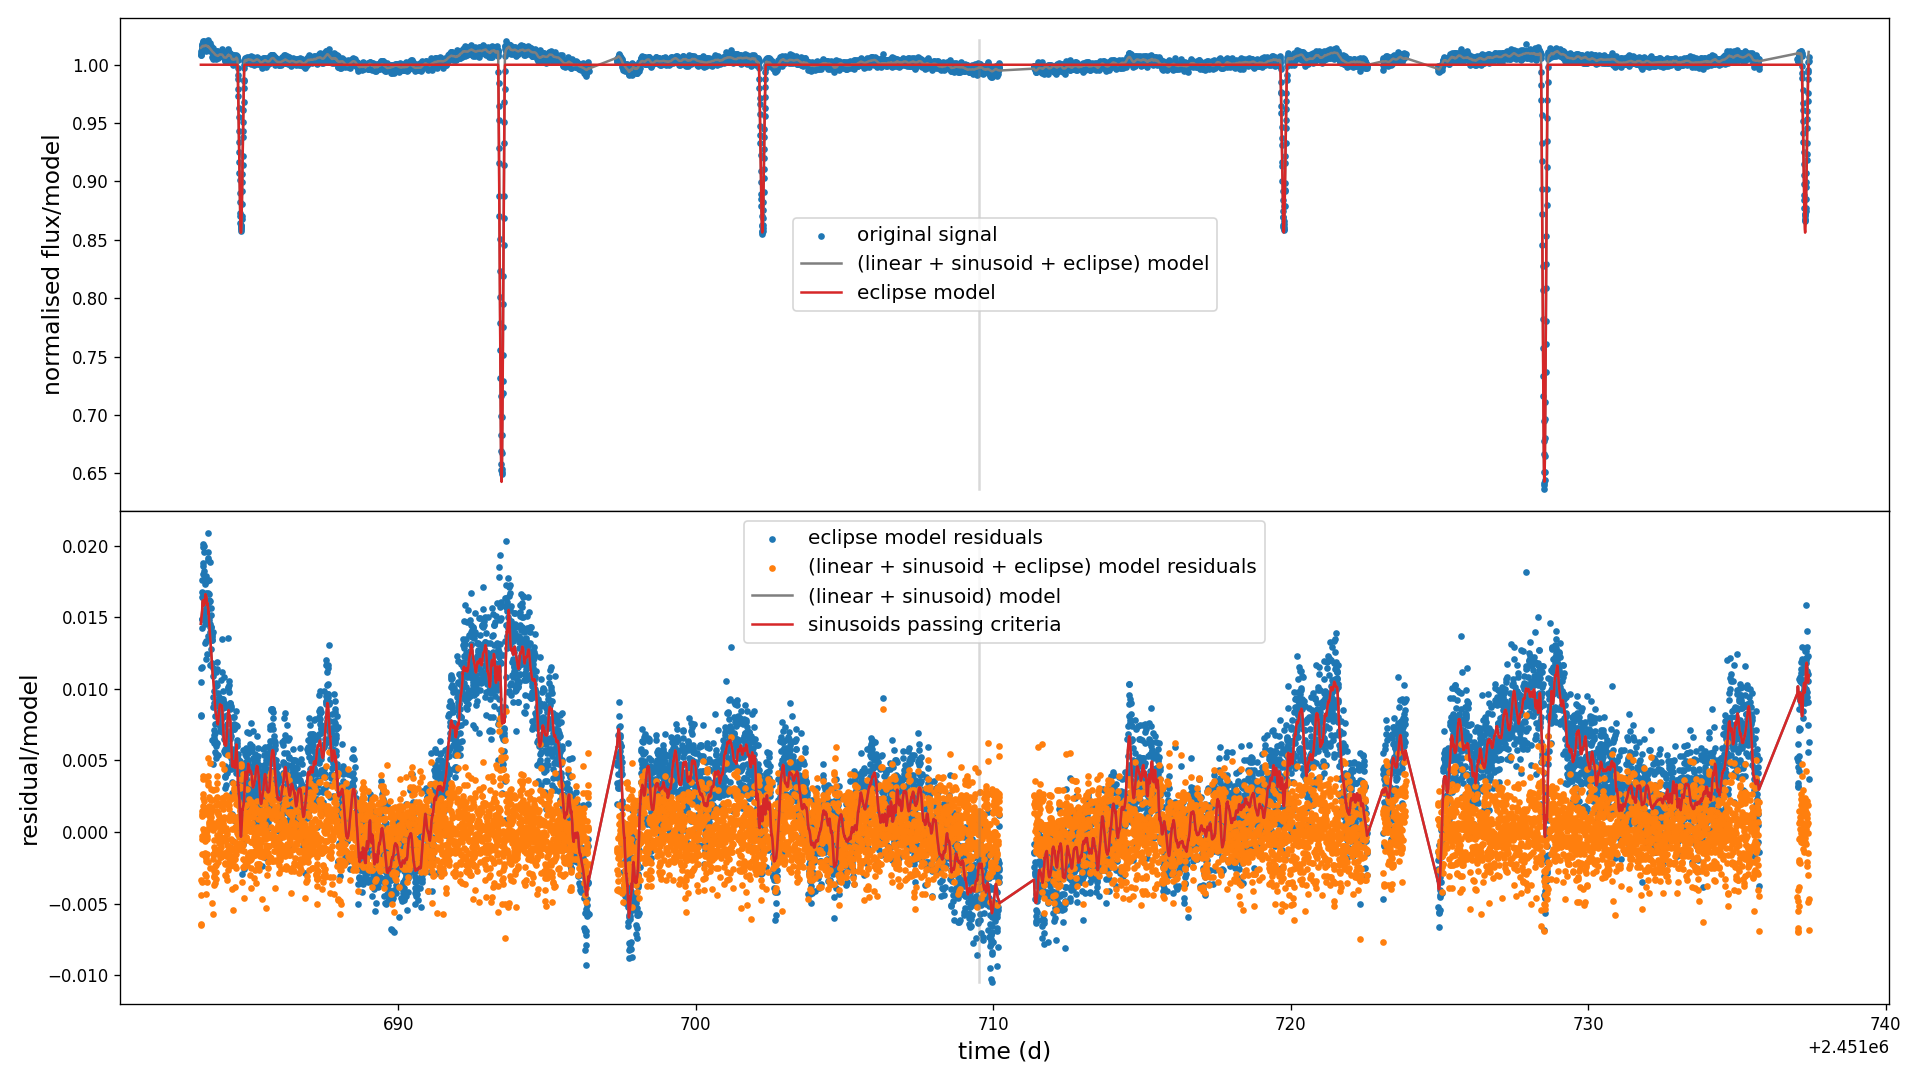 normalised flux/model
1.00
0.95
0.90
0.85
0.80
0.75
0.70
0.65
original signal
(linear + sinusoid + eclipse) model
eclipse model
residual/model
0.020
0.015
0.010
0.005
0.000
−0.005
−0.010
eclipse model residuals
(linear + sinusoid + eclipse) model residuals
(linear + sinusoid) model
sinusoids passing criteria
690 700 710 720 730 740
time (d)
+2.451e6